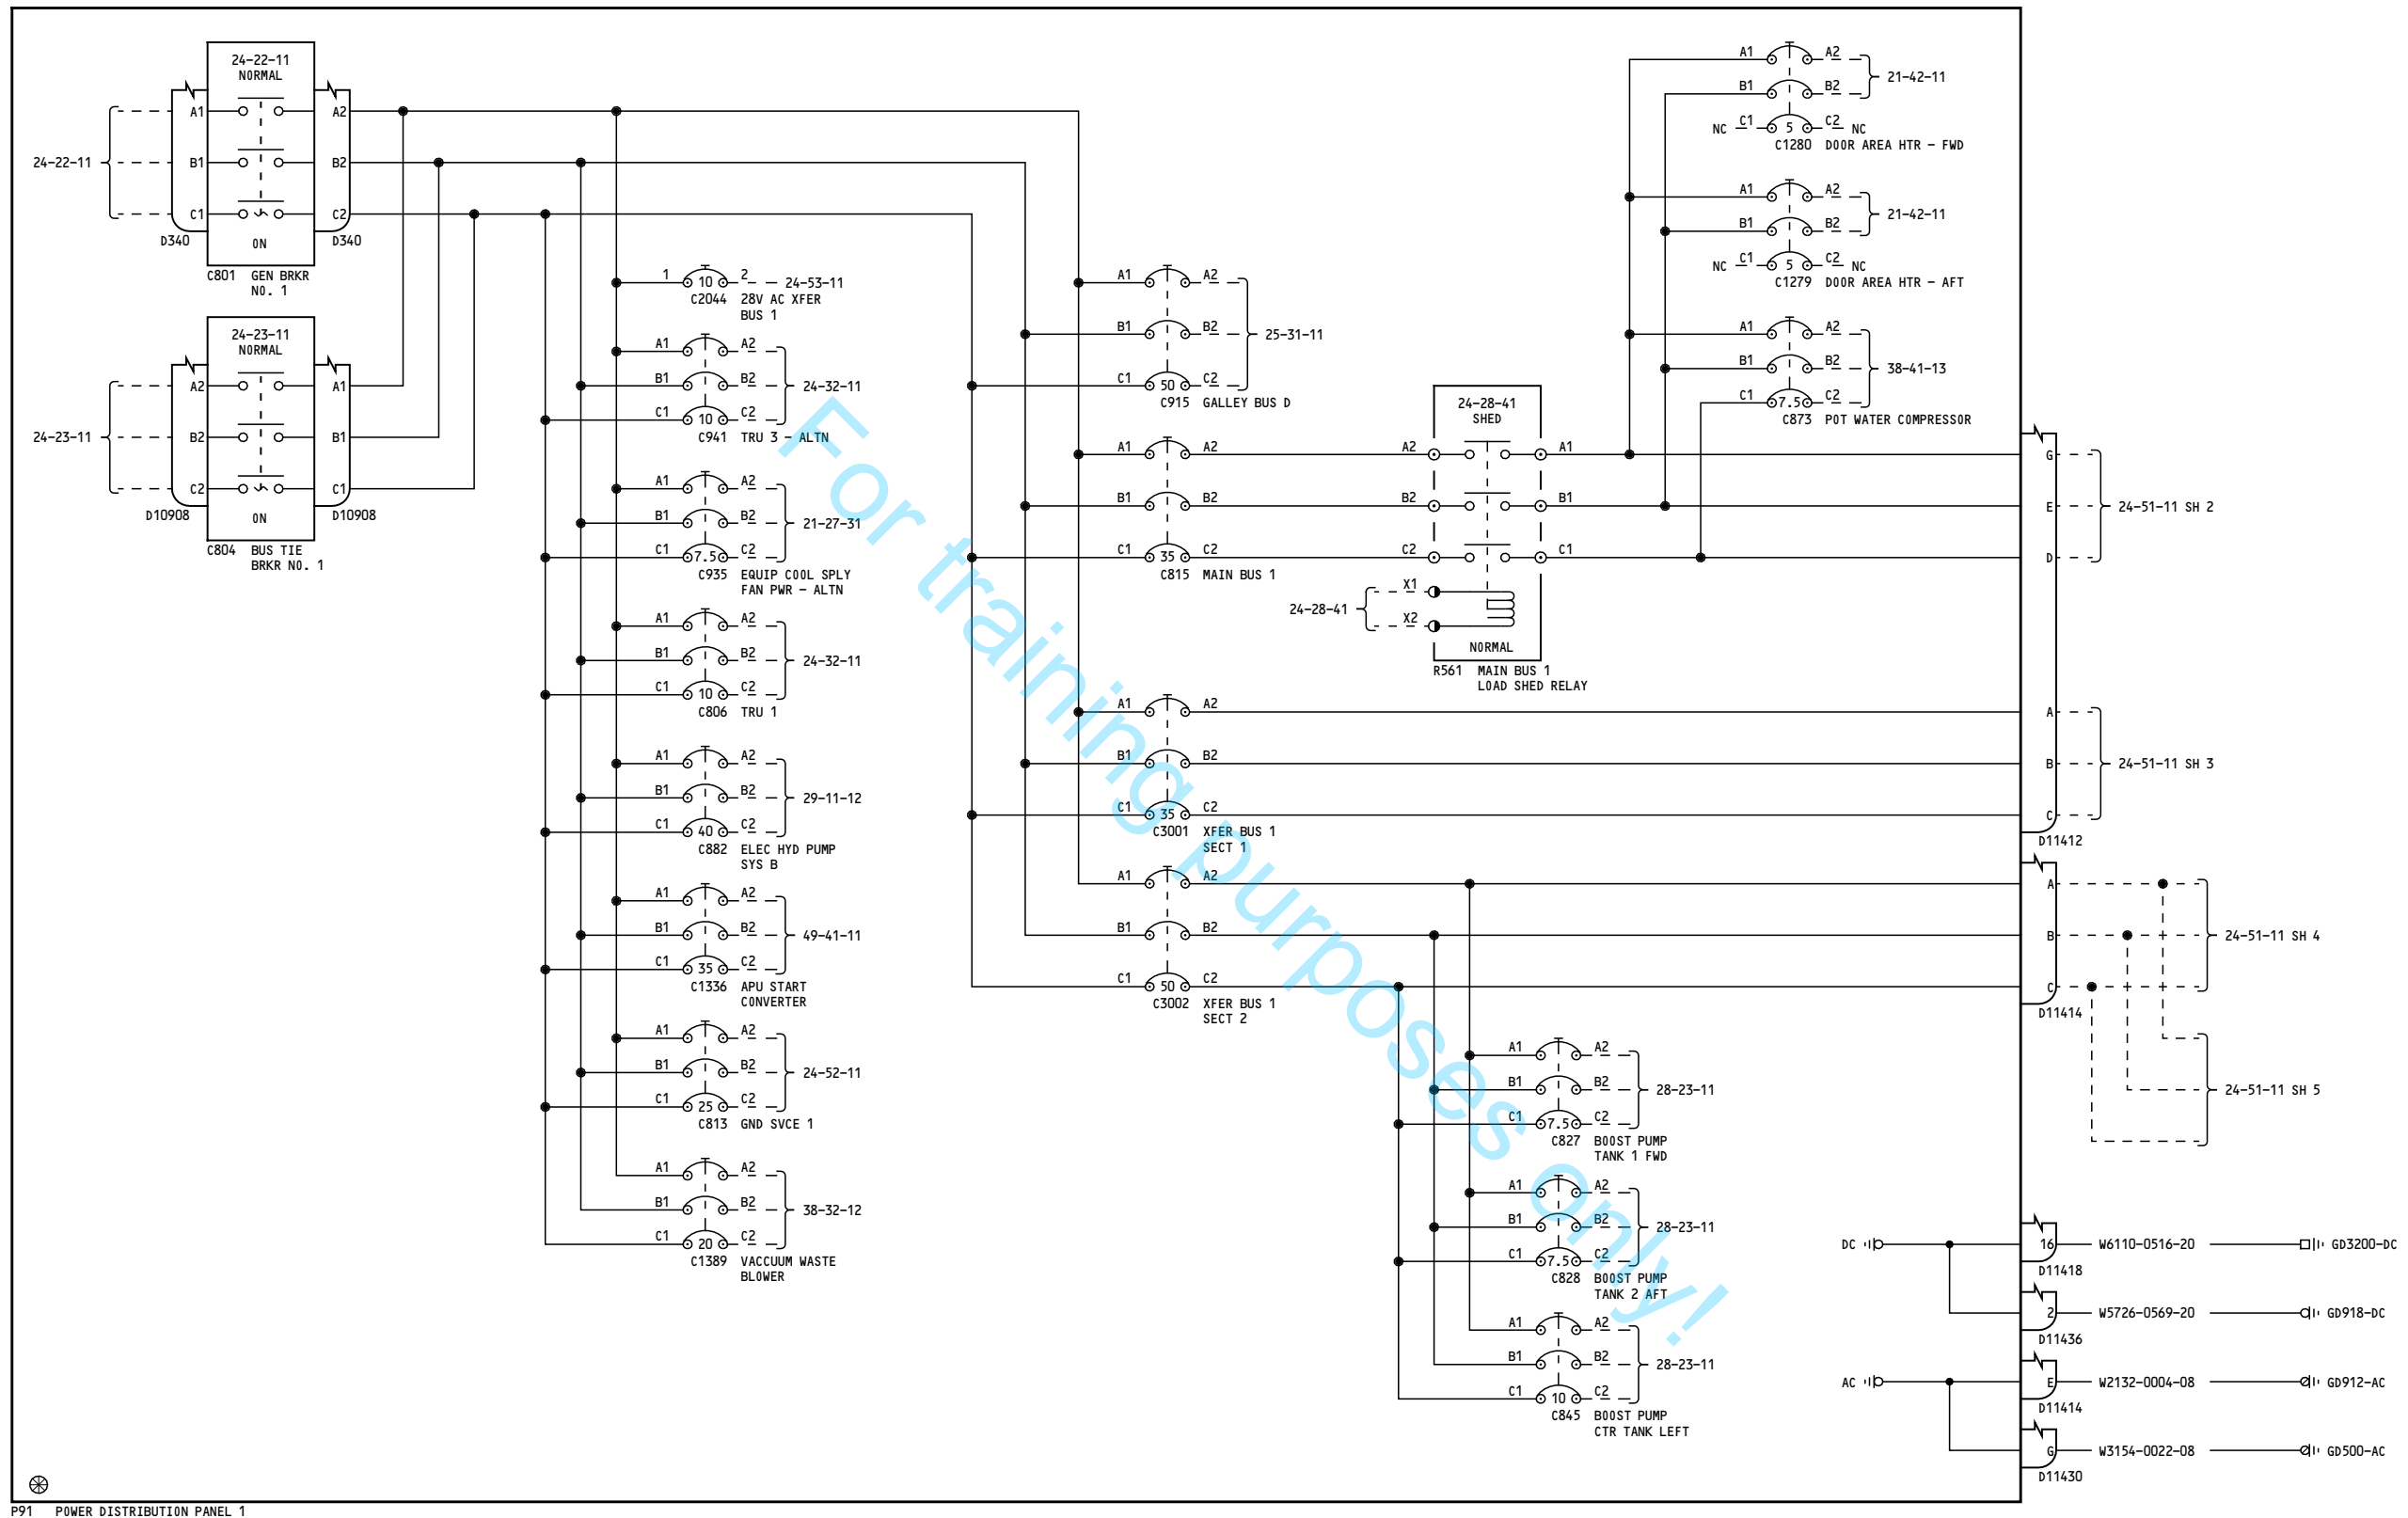 24-22-11
NORMAL
A1
A2
24-22-11
B1
B2
C1
C2
D340
ON
D340
C801 GEN BRKR
NO. 1
24-23-11
NORMAL
A2
A1
24-23-11
B2
B1
C2
C1
D10908
ON
D10908
C804 BUS TIE
BRKR NO. 1
1 10 2 24-53-11
C2044 28V AC XFER
BUS 1
A1 A2
B1 B2 24-32-11
C1 10 C2
C941 TRU 3 - ALTN
A1 A2
B1 B2 21-27-31
C1 7.5 C2
C935 EQUIP COOL SPLY
FAN PWR - ALTN
A1 A2
B1 B2 24-32-11
C1 10 C2
C806 TRU 1
A1 A2
B1 B2 29-11-12
C1 40 C2
C882 ELEC HYD PUMP
SYS B
A1 A2
B1 B2 49-41-11
C1 35 C2
C1336 APU START
CONVERTER
A1 A2
B1 B2 24-52-11
C1 25 C2
C813 GND SVCE 1
A1 A2
B1 B2 38-32-12
C1 20 C2
C1389 VACCUUM WASTE
BLOWER
A1 A2
B1 B2 25-31-11
C1 50 C2
C915 GALLEY BUS D
A1 A2
B1 B2
C1 35 C2
C815 MAIN BUS 1
24-28-41
SHED
A2 A1
B2 B1
C2 C1
X1
24-28-41
X2
NORMAL
R561 MAIN BUS 1
LOAD SHED RELAY
A1 A2
B1 B2
C1 35 C2
C3001 XFER BUS 1
SECT 1
A1 A2
B1 B2
C1 50 C2
C3002 XFER BUS 1
SECT 2
A1 A2
21-42-11
B1 B2
NC C1 5 C2 NC
C1280 DOOR AREA HTR - FWD
A1 A2
21-42-11
B1 B2
NC C1 5 C2 NC
C1279 DOOR AREA HTR - AFT
A1 A2
B1 B2 38-41-13
C1 7.5 C2
C873 POT WATER COMPRESSOR
A1 A2
B1 B2 28-23-11
C1 7.5 C2
C827 BOOST PUMP
TANK 1 FWD
A1 A2
B1 B2 28-23-11
C1 7.5 C2
C828 BOOST PUMP
TANK 2 AFT
A1 A2
B1 B2 28-23-11
C1 10 C2
C845 BOOST PUMP
CTR TANK LEFT
G
E 24-51-11 SH 2
D
A
B 24-51-11 SH 3
C
D11412
A
B 24-51-11 SH 4
C
D11414
24-51-11 SH 5
DC 16 W6110-0516-20 GD3200-DC
D11418
2 W5726-0569-20 GD918-DC
D11436
AC E W2132-0004-08 GD912-AC
D11414
G W3154-0022-08 GD500-AC
D11430
P91 POWER DISTRIBUTION PANEL 1
For training purposes only!